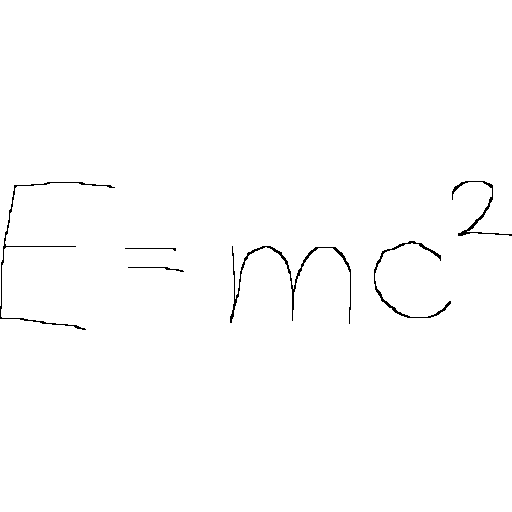 E = mc²